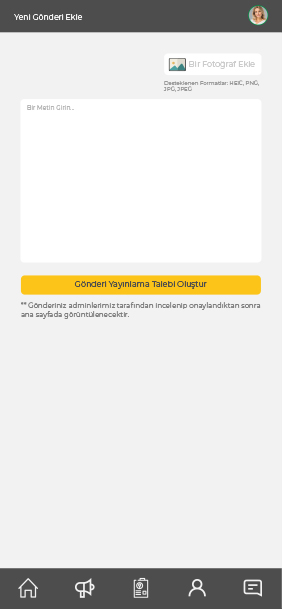 Yeni Gönderi Ekle
Bir Fotoğraf Ekle
Desteklenen Formatlar: HEIC, PNG,
JPG, JPEG
Bir Metin Girin...
Gönderi Yayınlama Talebi Oluştur
** Gönderiniz adminlerimiz tarafından incelenip onaylandıktan sonra
ana sayfada görüntülenecektir.